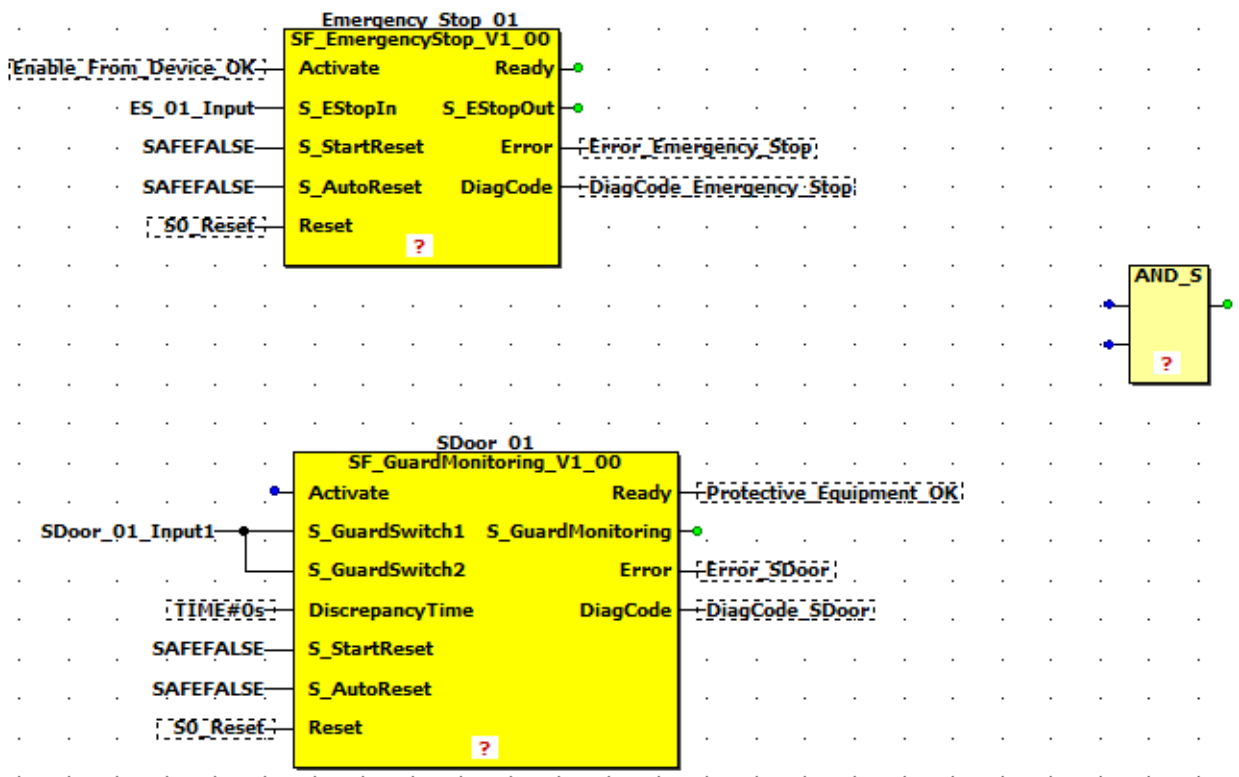 Emergency_Stop_01
SF_EmergencyStop_V1_00
Enable_From_Device_OK Activate Ready
ES_01_Input S_EStopIn S_EStopOut
SAFEFALSE S_StartReset Error Error_Emergency_Stop
SAFEFALSE S_AutoReset DiagCode DiagCode_Emergency_Stop
S0_Reset Reset
?
AND_S
?
SDoor_01
SF_GuardMonitoring_V1_00
Activate Ready Protective_Equipment_OK
SDoor_01_Input1 S_GuardSwitch1 S_GuardMonitoring
S_GuardSwitch2 Error Error_SDoor
TIME#0s DiscrepancyTime DiagCode DiagCode_SDoor
SAFEFALSE S_StartReset
SAFEFALSE S_AutoReset
S0_Reset Reset
?